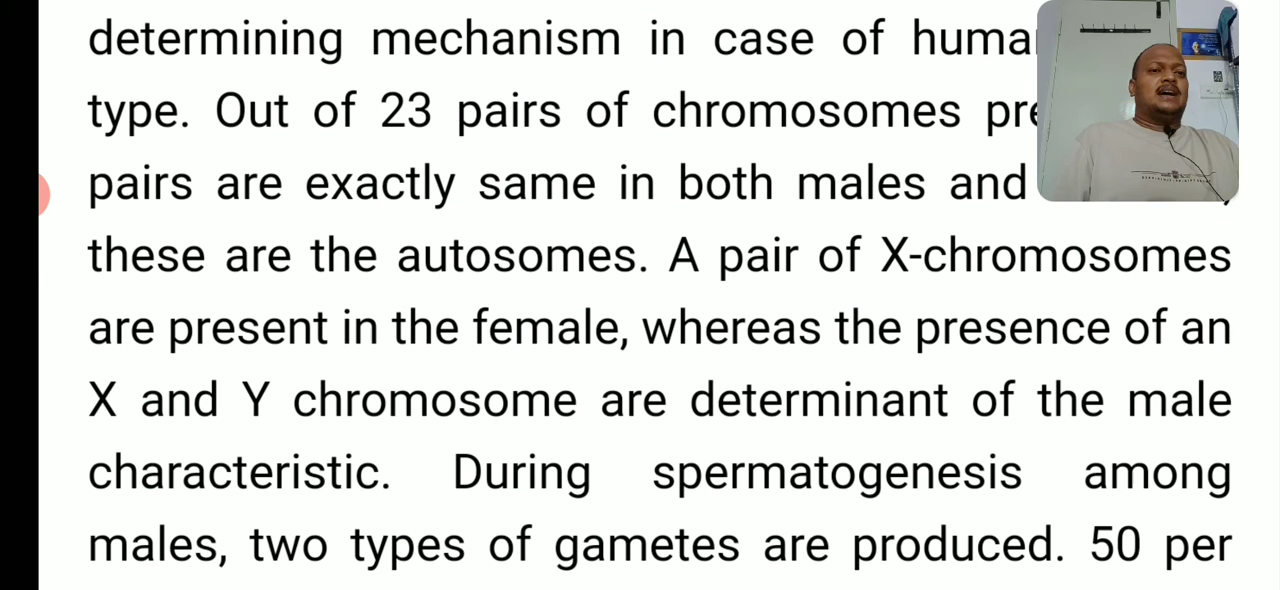 determining mechanism in case of
type. Out of 23 pairs of chromosomes
pairs are exactly same in both males and
these are the autosomes. A pair of X-chromosomes
are present in the female, whereas the presence of an
X and Y chromosome are determinant of the male
characteristic. During spermatogenesis among
males, two types of gametes are produced. 50 per